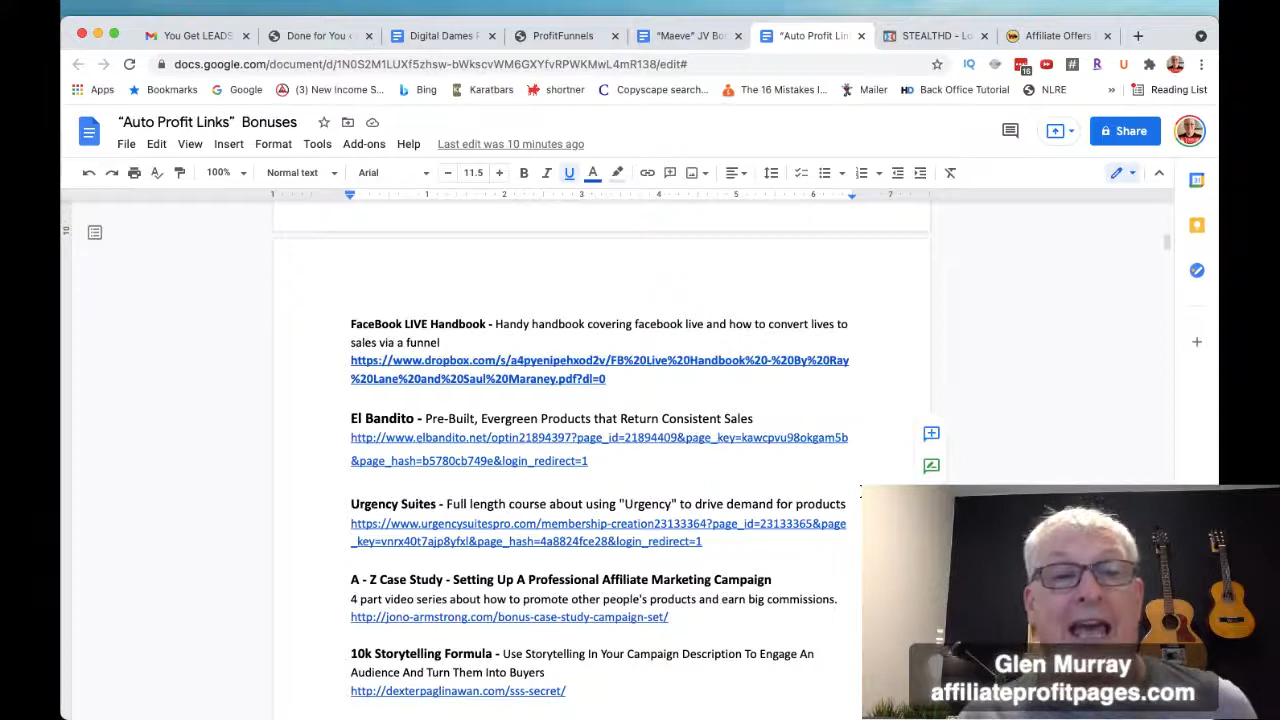 You Get LEADS
Done for You
Digital Dames
ProfitFunnels
"Maeve" JV Bo
"Auto Profit Lin
STEALTHD - Lo
Affiliate Offers
docs.google.com/document/d/1N0S2M1LUXf5zhsw-bWkscvWM6GXYfvRPWKMwL4mR138/edit#
16
Apps
Bookmarks
Google
(3) New Income S...
Bing
Karatbars
shortner
Copyscape search...
The 16 Mistakes I...
Mailer
HD Back Office Tutorial
NLRE
»
Reading List
"Auto Profit Links" Bonuses
File Edit View Insert Format Tools Add-ons Help Last edit was 10 minutes ago
Share
100% Normal text Arial 11.5
1 1 2 3 4 5 6 7
FaceBook LIVE Handbook - Handy handbook covering facebook live and how to convert lives to
sales via a funnel
https://www.dropbox.com/s/a4pyenipehxod2v/FB%20Live%20Handbook%20-%20By%20Ray
%20Lane%20and%20Saul%20Maraney.pdf?dl=0
El Bandito - Pre-Built, Evergreen Products that Return Consistent Sales
http://www.elbandito.net/optin21894397?page_id=21894409&page_key=kawcpvu98okgam5b
&page_hash=b5780cb749e&login_redirect=1
Urgency Suites - Full length course about using "Urgency" to drive demand for products
https://www.urgencysuitespro.com/membership-creation23133364?page_id=23133365&page
_key=vnrx40t7ajp8yfxl&page_hash=4a8824fce28&login_redirect=1
A - Z Case Study - Setting Up A Professional Affiliate Marketing Campaign
4 part video series about how to promote other people's products and earn big commissions.
http://jono-armstrong.com/bonus-case-study-campaign-set/
10k Storytelling Formula - Use Storytelling In Your Campaign Description To Engage An
Audience And Turn Them Into Buyers
http://dexterpaglinawan.com/sss-secret/
Glen Murray
affiliateprofitpages.com